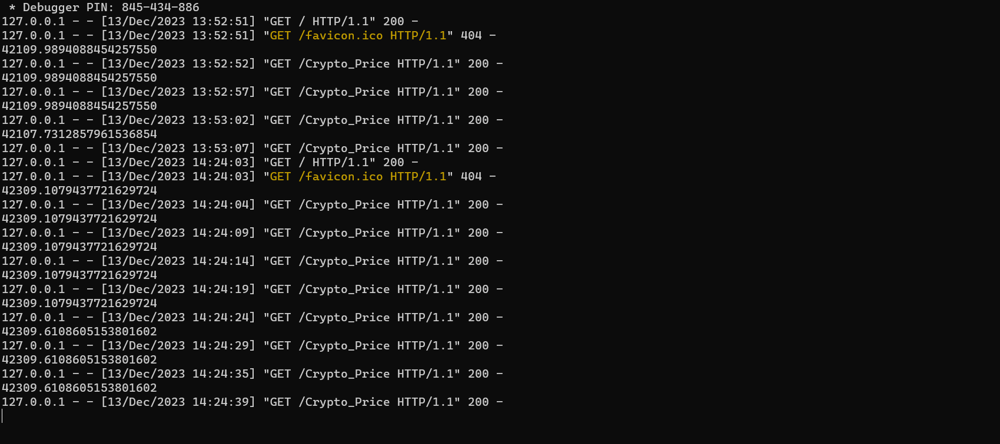 * Debugger PIN: 845-434-886
127.0.0.1 - - [13/Dec/2023 13:52:51] "GET / HTTP/1.1" 200 -
127.0.0.1 - - [13/Dec/2023 13:52:51] "GET /favicon.ico HTTP/1.1" 404 -
42109.9894088454257550
127.0.0.1 - - [13/Dec/2023 13:52:52] "GET /Crypto_Price HTTP/1.1" 200 -
42109.9894088454257550
127.0.0.1 - - [13/Dec/2023 13:52:57] "GET /Crypto_Price HTTP/1.1" 200 -
42109.9894088454257550
127.0.0.1 - - [13/Dec/2023 13:53:02] "GET /Crypto_Price HTTP/1.1" 200 -
42107.7312857961536854
127.0.0.1 - - [13/Dec/2023 13:53:07] "GET /Crypto_Price HTTP/1.1" 200 -
127.0.0.1 - - [13/Dec/2023 14:24:03] "GET / HTTP/1.1" 200 -
127.0.0.1 - - [13/Dec/2023 14:24:03] "GET /favicon.ico HTTP/1.1" 404 -
42309.1079437721629724
127.0.0.1 - - [13/Dec/2023 14:24:04] "GET /Crypto_Price HTTP/1.1" 200 -
42309.1079437721629724
127.0.0.1 - - [13/Dec/2023 14:24:09] "GET /Crypto_Price HTTP/1.1" 200 -
42309.1079437721629724
127.0.0.1 - - [13/Dec/2023 14:24:14] "GET /Crypto_Price HTTP/1.1" 200 -
42309.1079437721629724
127.0.0.1 - - [13/Dec/2023 14:24:19] "GET /Crypto_Price HTTP/1.1" 200 -
42309.1079437721629724
127.0.0.1 - - [13/Dec/2023 14:24:24] "GET /Crypto_Price HTTP/1.1" 200 -
42309.6108605153801602
127.0.0.1 - - [13/Dec/2023 14:24:29] "GET /Crypto_Price HTTP/1.1" 200 -
42309.6108605153801602
127.0.0.1 - - [13/Dec/2023 14:24:35] "GET /Crypto_Price HTTP/1.1" 200 -
42309.6108605153801602
127.0.0.1 - - [13/Dec/2023 14:24:39] "GET /Crypto_Price HTTP/1.1" 200 -